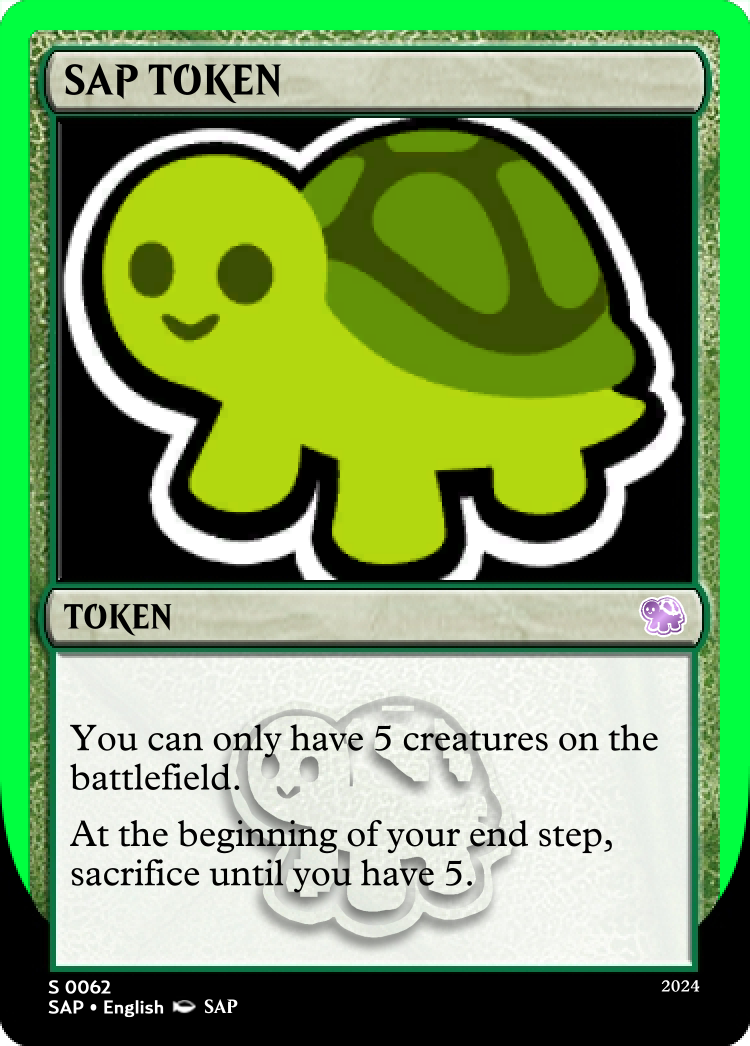 SAP TOKEN
TOKEN
You can only have 5 creatures on the
battlefield.
At the beginning of your end step,
sacrifice until you have 5.
S 0062
2024
SAP • English SAP